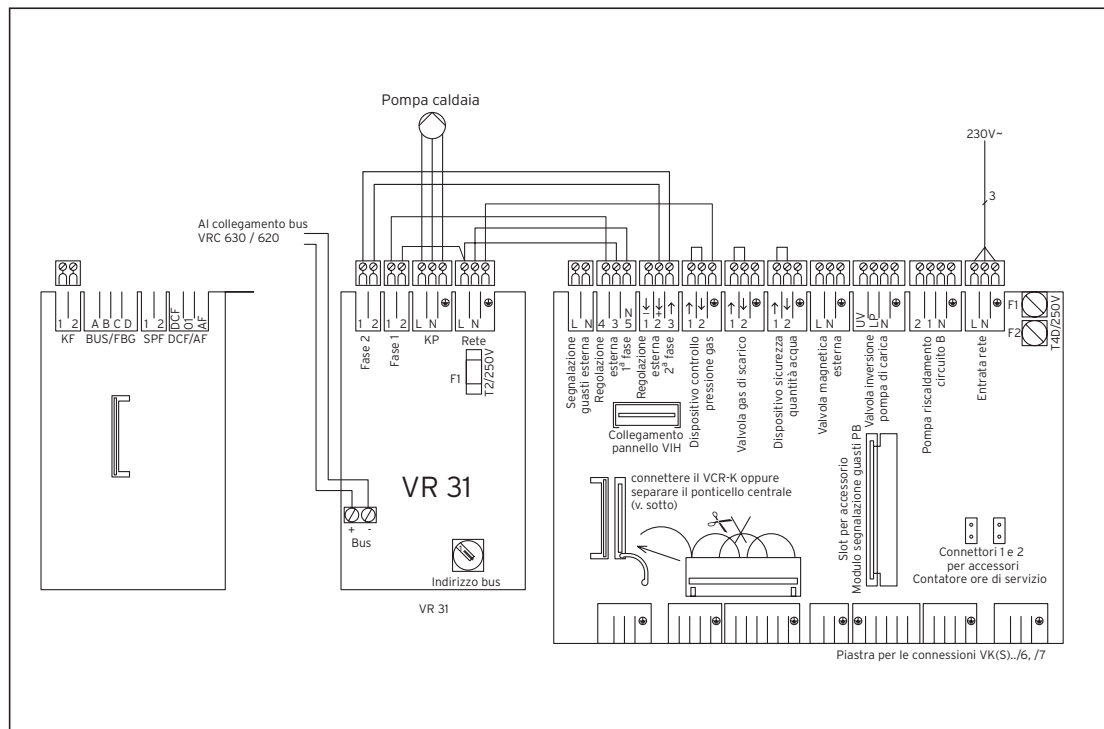 Pompa caldaia
230V~
3
Al collegamento bus
VRC 630 / 620
1 2
KF
A B C D
BUS/FBG
1 2
SPF
DCF
01
AF
DCF/AF
1 2
Fase 2
1 2
Fase 1
L N
KP
L N
Rete
F1
T2/250V
VR 31
+ -
Bus
Indirizzo bus
VR 31
L N
Segnalazione
guasti esterna
4 3 5
N
Regolazione
esterna
1ª fase
- +
1 2 3
Regolazione
esterna
2ª fase
1 2
Dispositivo controllo
pressione gas
1 2
Valvola gas di scarico
1 2
Dispositivo sicurezza
quantità acqua
L N
Valvola magnetica
esterna
UV
LP
N
Valvola inversione
pompa di carica
2 1 N
Pompa riscaldamento
circuito B
L N
Entrata rete
F1
F2
T4D/250V
Collegamento
pannello VIH
connettere il VCR-K oppure
separare il ponticello centrale
(v. sotto)
Slot per accessorio
Modulo segnalazione guasti PB
Connettori 1 e 2
per accessori
Contatore ore di servizio
Piastra per le connessioni VK(S)../6, /7